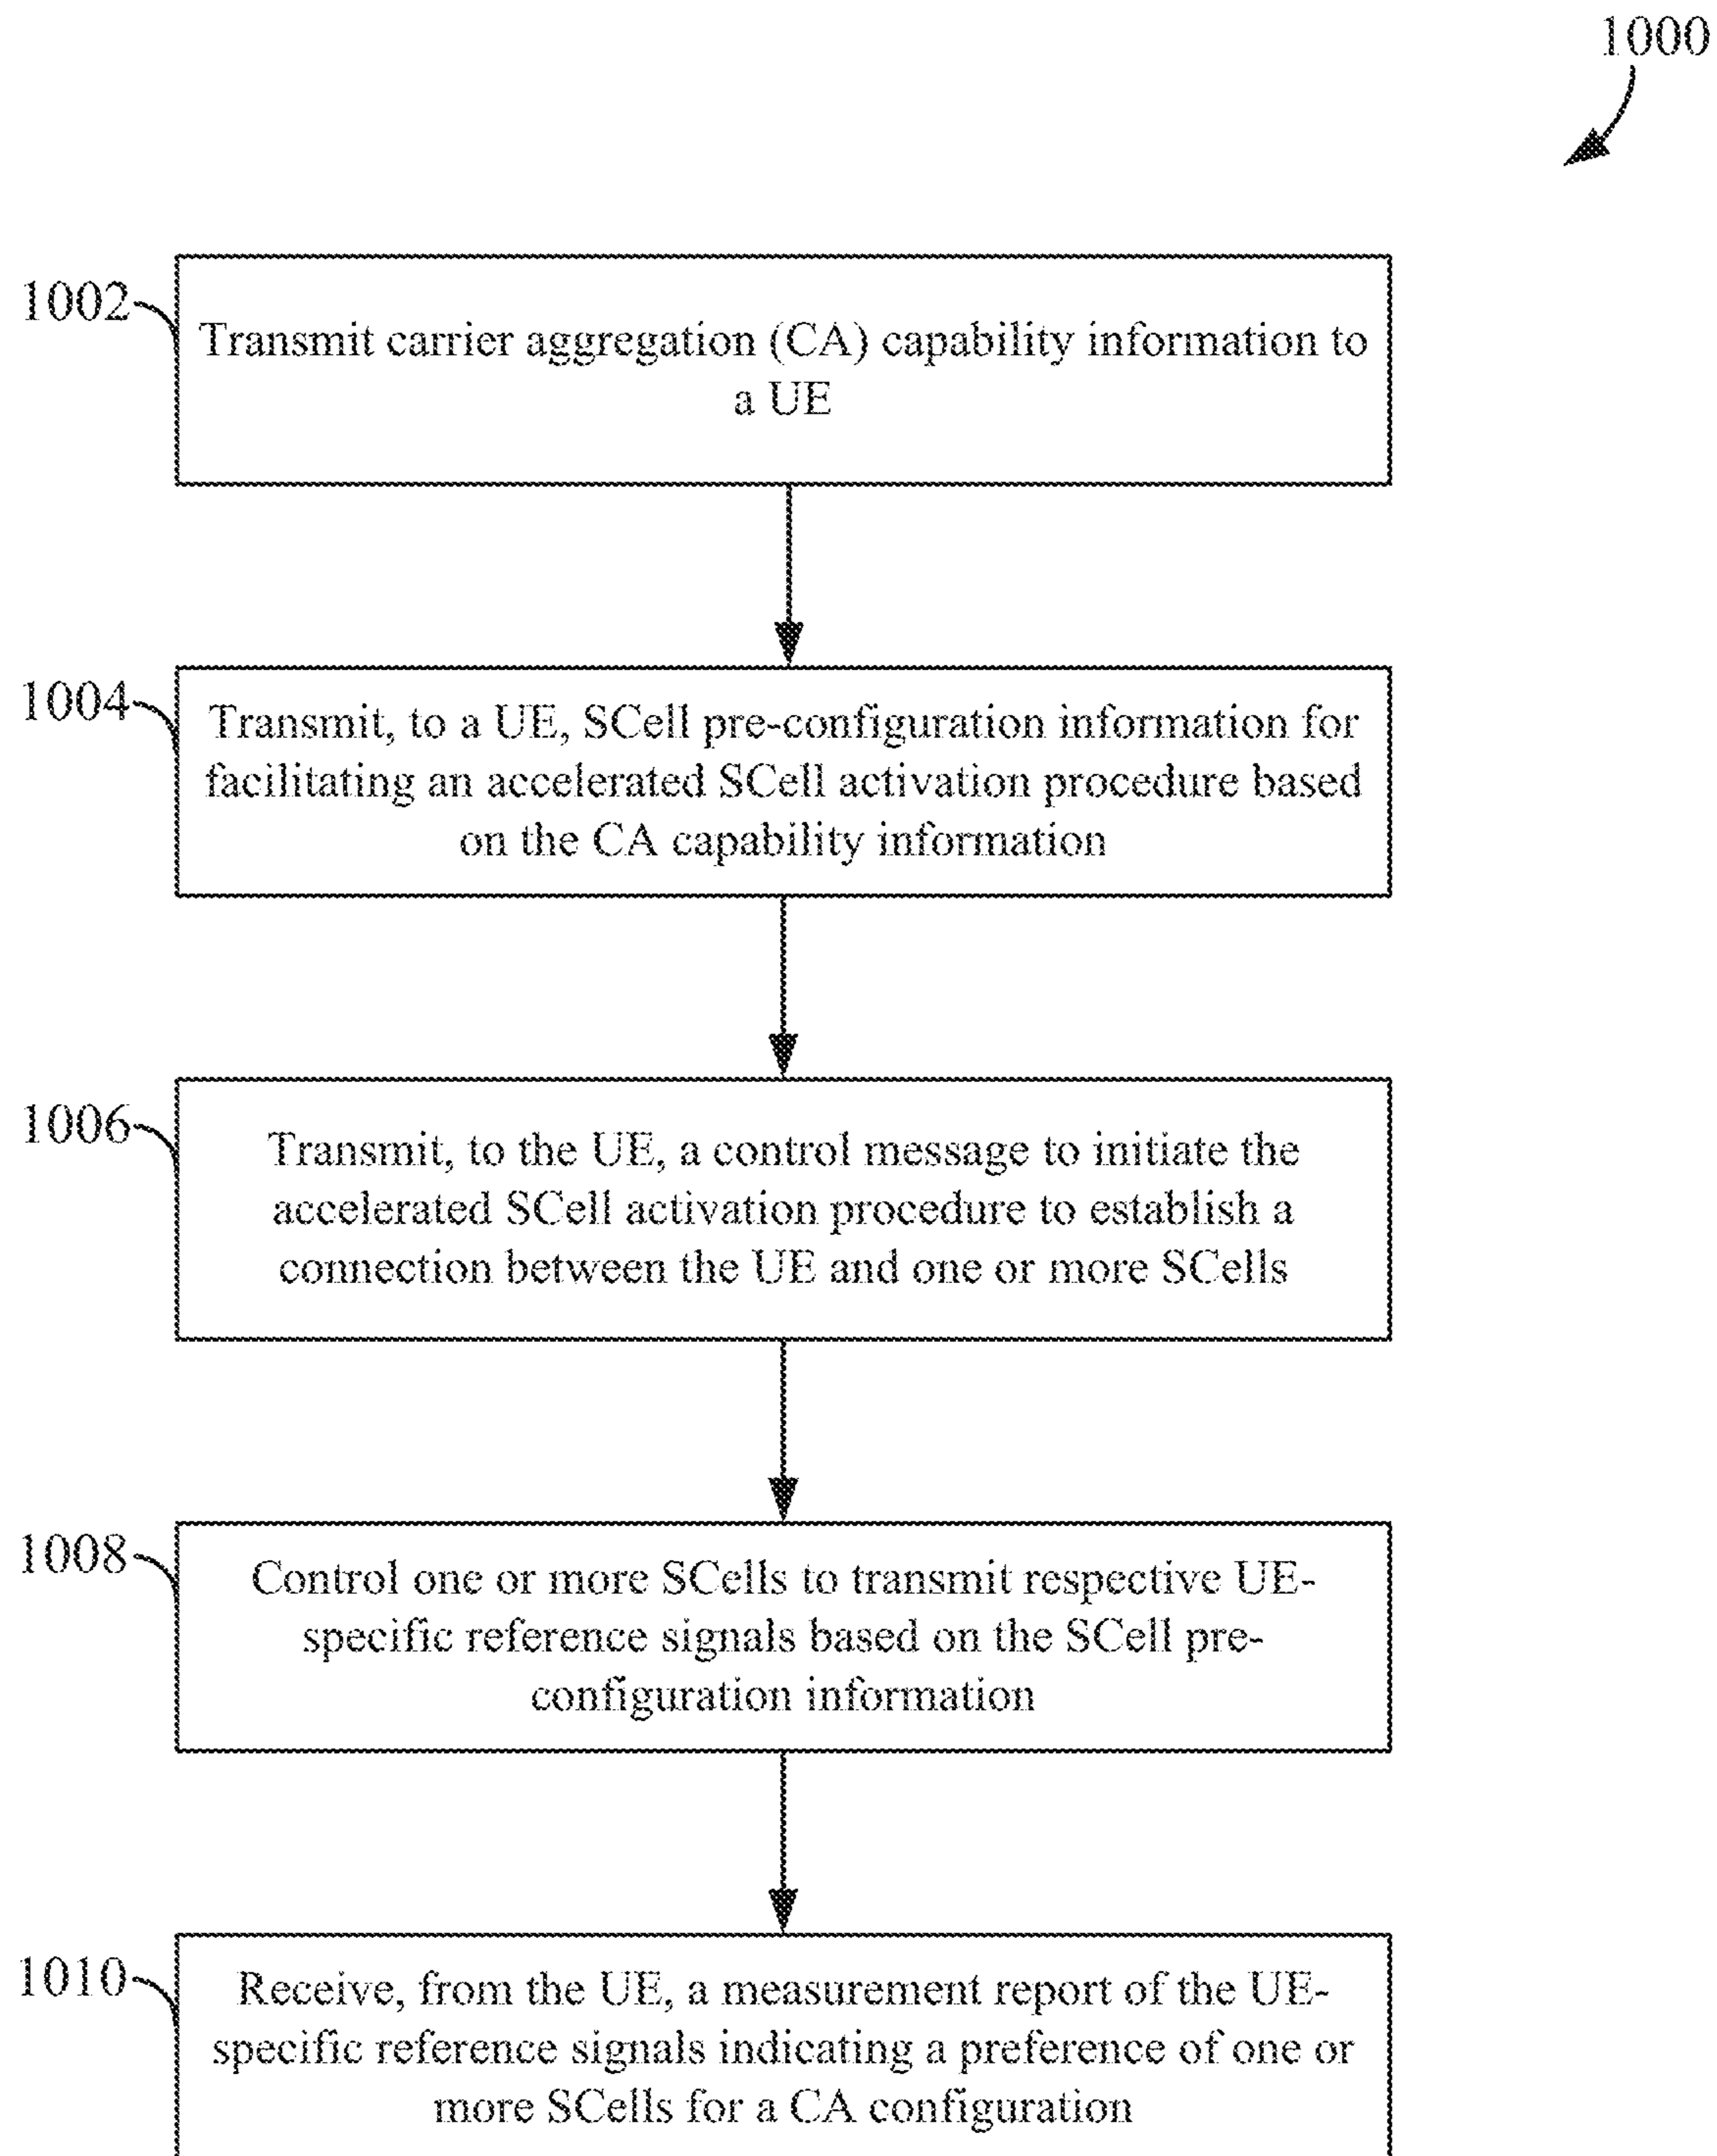 1000
1002
Transmit carrier aggregation (CA) capability information to
a UE
1004
Transmit, to a UE, SCell pre-configuration information for
facilitating an accelerated SCell activation procedure based
on the CA capability information
1006
Transmit, to the UE, a control message to initiate the
accelerated SCell activation procedure to establish a
connection between the UE and one or more SCells
1008
Control one or more SCells to transmit respective UE-
specific reference signals based on the SCell pre-
configuration information
1010
Receive, from the UE, a measurement report of the UE-
specific reference signals indicating a preference of one or
more SCells for a CA configuration